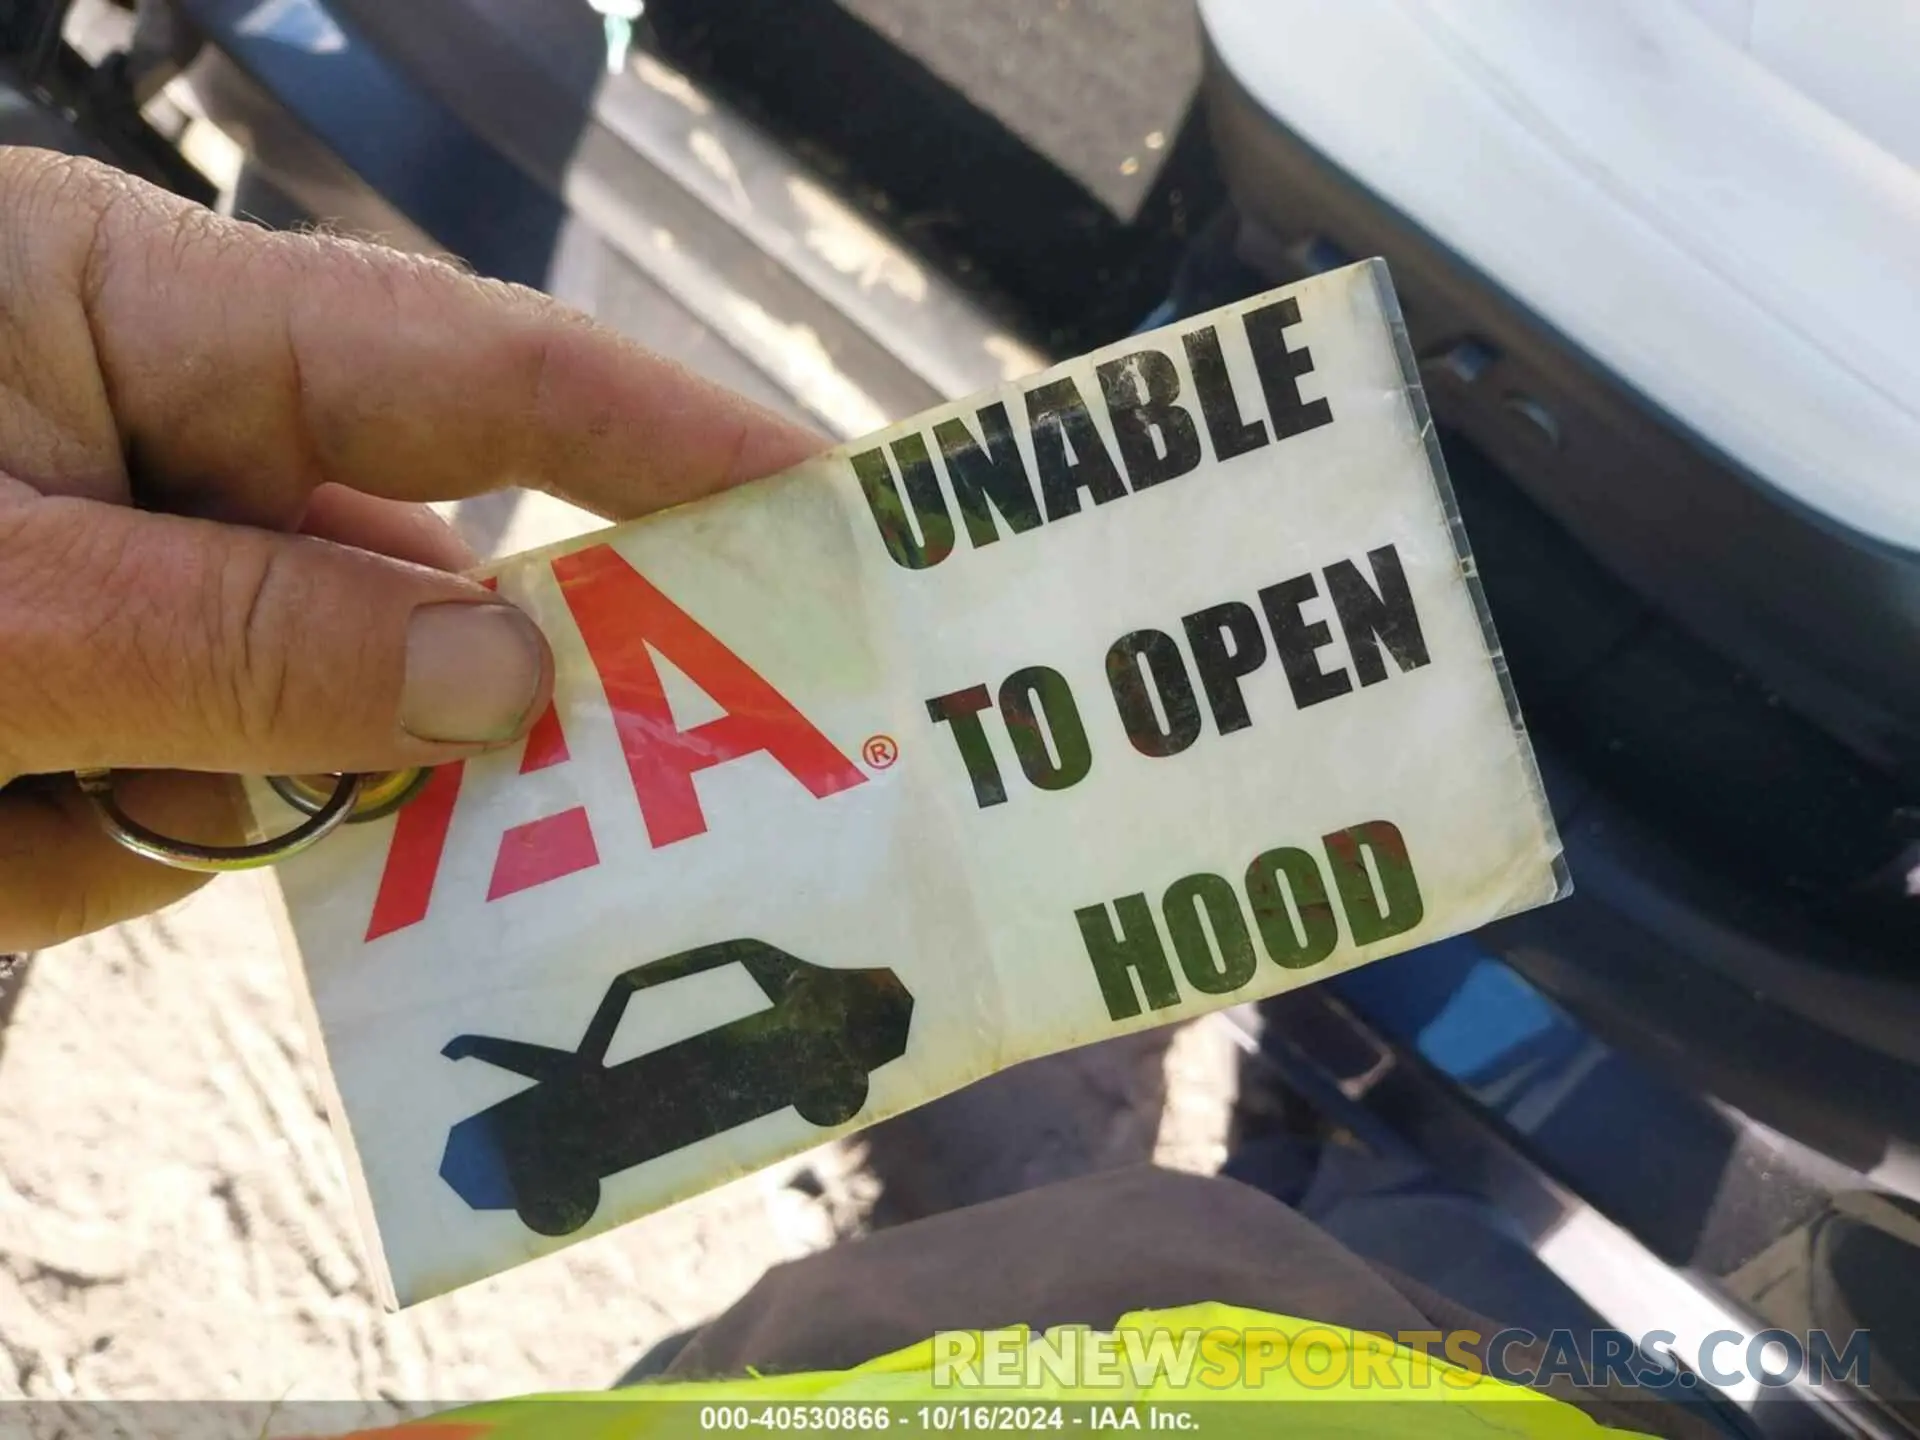 UNABLE
TO OPEN
HOOD
IAA®
RENEWSPORTSCARS.COM
000-40530866 - 10/16/2024 - IAA Inc.